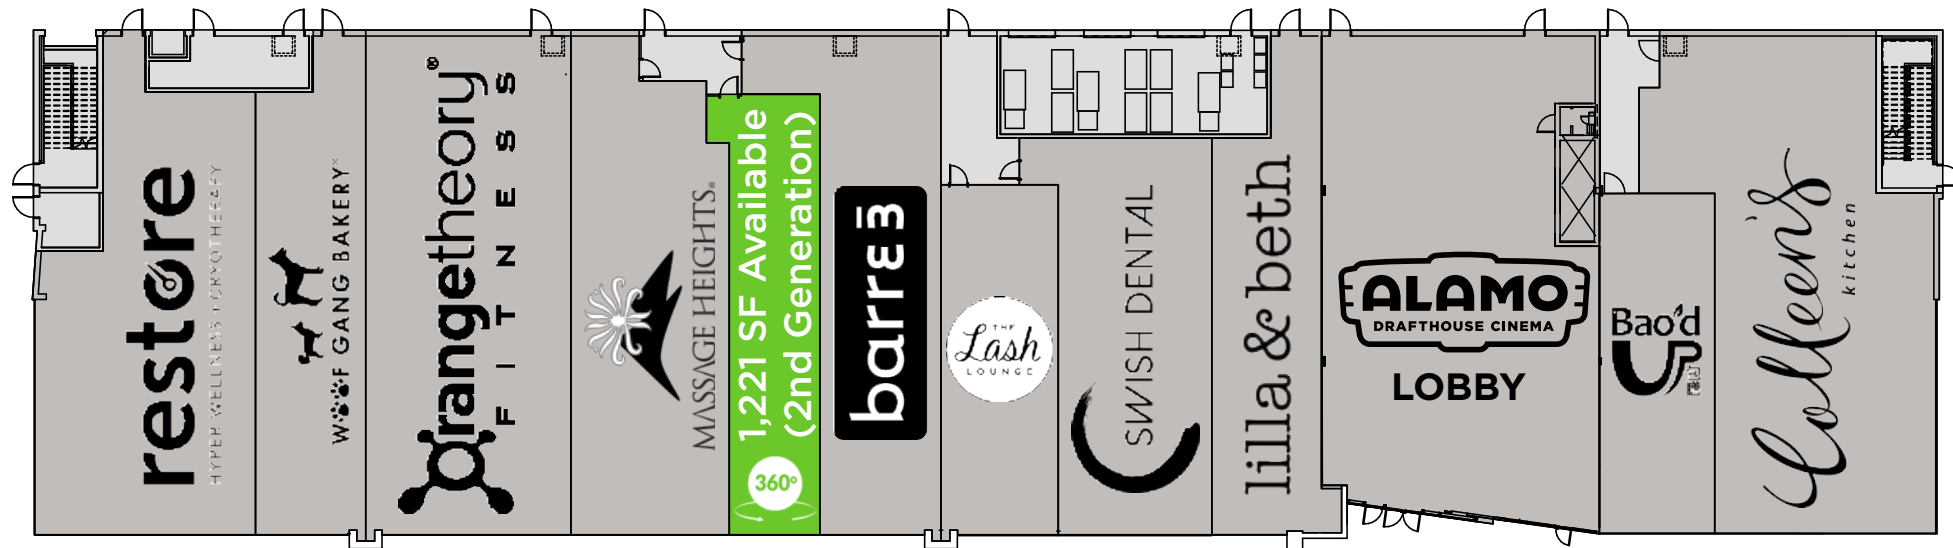 restore
HYPER WELLNESS + CRYOTHERAPY
WOOF GANG BAKERY
Orangetheory®
FITNESS
MASSAGE HEIGHTS
1,221 SF Available
(2nd Generation)
360°
barre3
THE
Lash
LOUNGE
SWISH DENTAL
lilla & beth
ALAMO
DRAFTHOUSE CINEMA
LOBBY
Bao'd
UP
Colleen's
kitchen